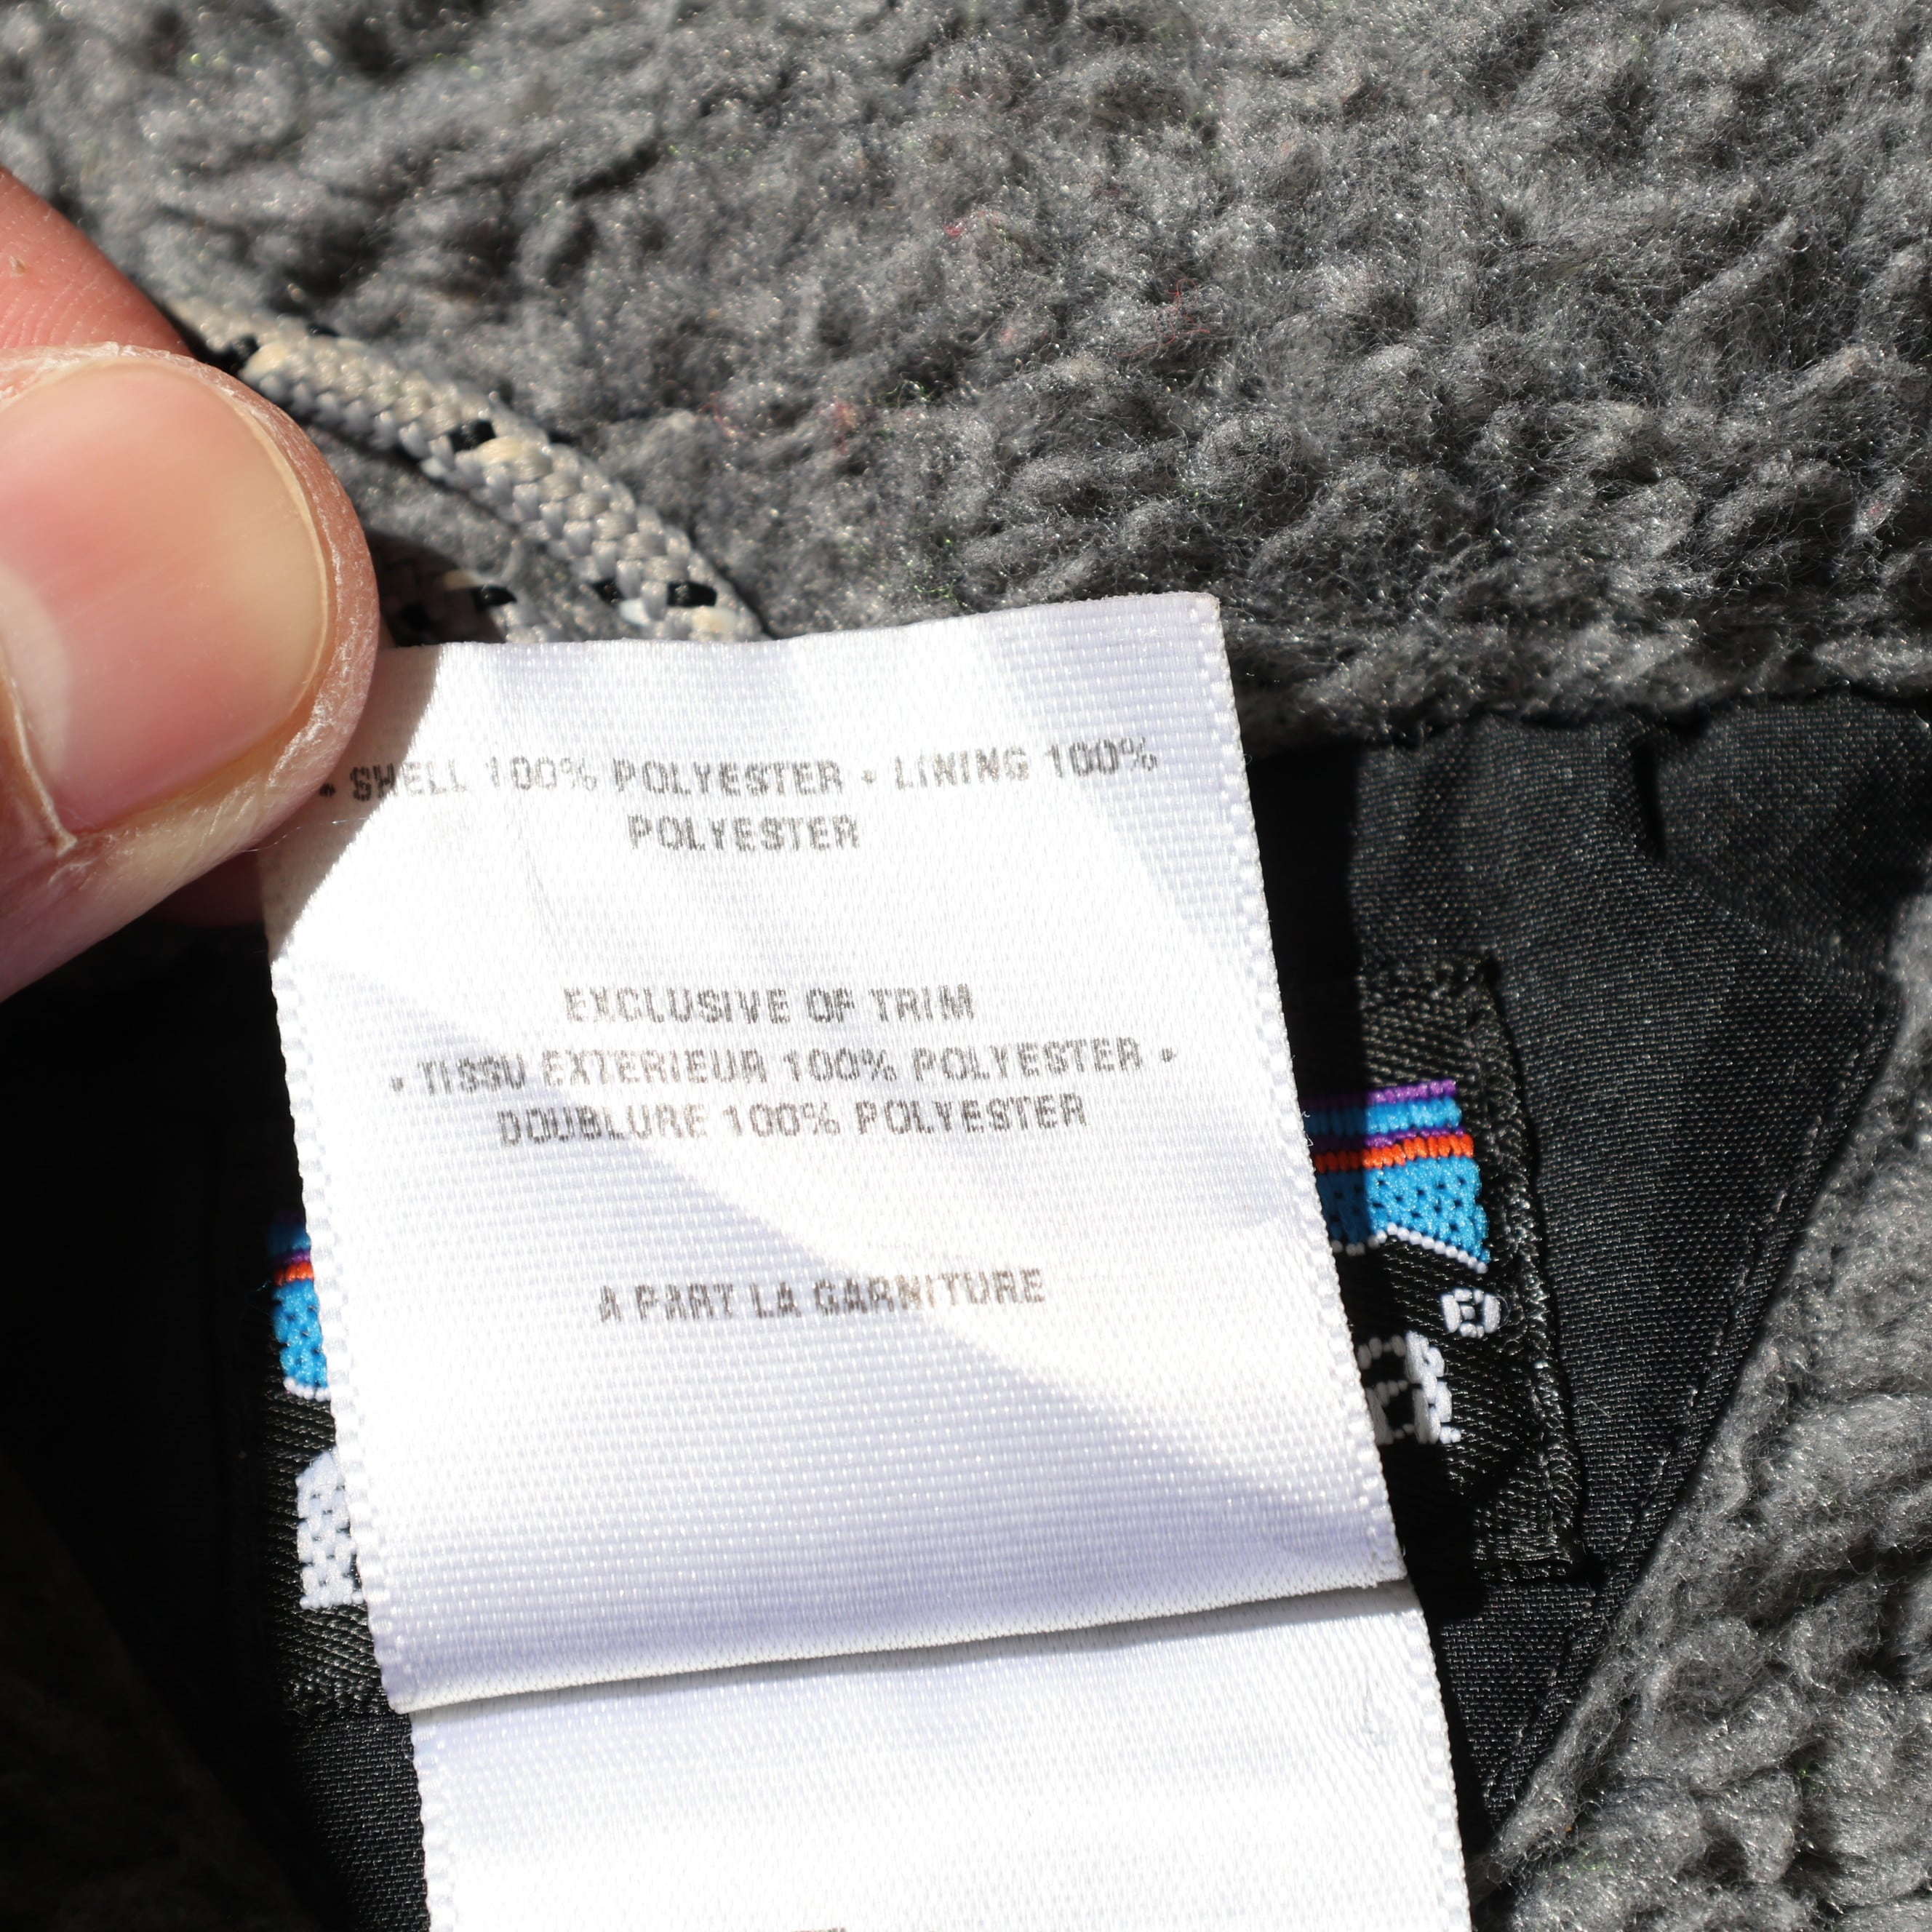 • SHELL 100% POLYESTER • LINING 100%
POLYESTER
EXCLUSIVE OF TRIM
• TISSU EXTERIEUR 100% POLYESTER •
DOUBLURE 100% POLYESTER
A PART LA GARNITURE
®
a